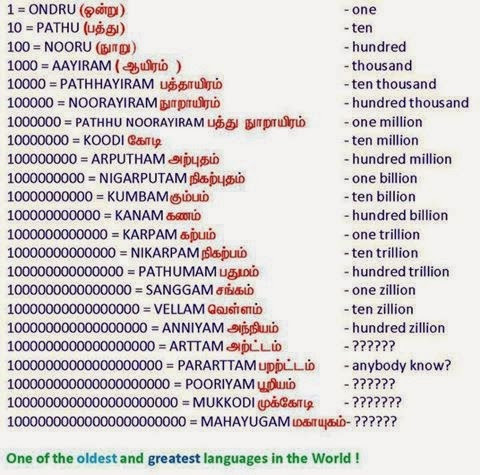 1 = ONDRU (ஒன்று) - one
10 = PATHU (பத்து) - ten
100 = NOORU (நூறு) - hundred
1000 = AAYIRAM ( ஆயிரம் ) - thousand
10000 = PATHHAYIRAM பத்தாயிரம் - ten thousand
100000 = NOORAYIRAM நூறாயிரம் - hundred thousand
1000000 = PATHHU NOORAYIRAM பத்து நூறாயிரம் - one million
10000000 = KOODI கோடி - ten million
100000000 = ARPUTHAM அற்புதம் - hundred million
1000000000 = NIGARPUTAM நிகற்புதம் - one billion
10000000000 = KUMBAM கும்பம் - ten billion
100000000000 = KANAM கணம் - hundred billion
1000000000000 = KARPAM கற்பம் - one trillion
10000000000000 = NIKARPAM நிகற்பம் - ten trillion
100000000000000 = PATHUMAM பதுமம் - hundred trillion
1000000000000000 = SANGGAM சங்கம் - one zillion
10000000000000000 = VELLAM வெள்ளம் - ten zillion
100000000000000000 = ANNIYAM அந்நியம் - hundred zillion
1000000000000000000 = ARTTAM அற்ட்டம் - ??????
10000000000000000000 = PARARTTAM பறற்ட்டம் - anybody know?
100000000000000000000 = POORIYAM பூறியம் - ??????
1000000000000000000000 = MUKKODI முக்கோடி - ???????
10000000000000000000000 = MAHAYUGAM மகாயுகம் - ??????
One of the oldest and greatest languages in the World !